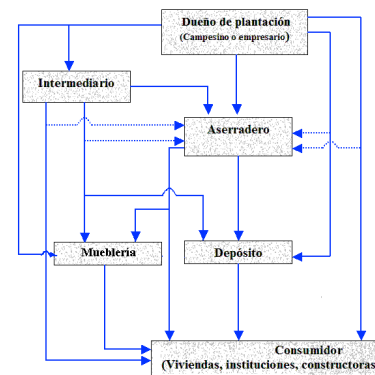 Dueño de plantación
(Campesino o empresario)
Intermediario
Aserradero
Mueblería
Depósito
Consumidor
(Viviendas, instituciones, constructoras